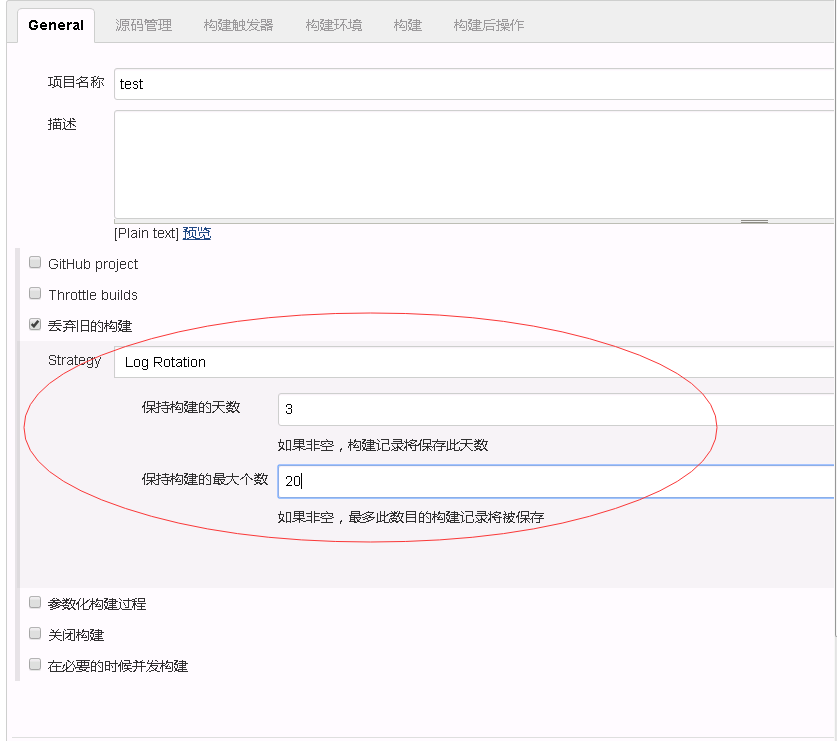 General 源码管理 构建触发器 构建环境 构建 构建后操作
项目名称 test
描述
[Plain text] 预览
GitHub project
Throttle builds
丢弃旧的构建
Strategy Log Rotation
保持构建的天数 3
如果非空，构建记录将保存此天数
保持构建的最大个数 20
如果非空，最多此数目的构建记录将被保存
参数化构建过程
关闭构建
在必要的时候并发构建